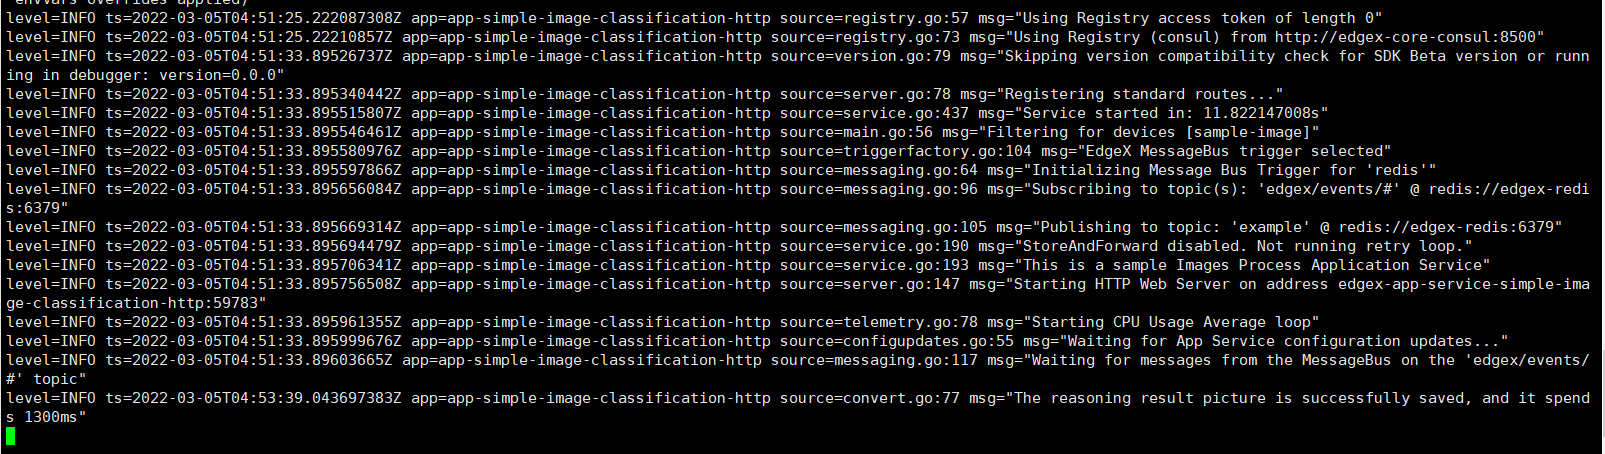 envVars overrides applied)"
level=INFO ts=2022-03-05T04:51:25.222087308Z app=app-simple-image-classification-http source=registry.go:57 msg="Using Registry access token of length 0"
level=INFO ts=2022-03-05T04:51:25.22210857Z app=app-simple-image-classification-http source=registry.go:73 msg="Using Registry (consul) from http://edgex-core-consul:8500"
level=INFO ts=2022-03-05T04:51:33.89526737Z app=app-simple-image-classification-http source=version.go:79 msg="Skipping version compatibility check for SDK Beta version or runn
ing in debugger: version=0.0.0"
level=INFO ts=2022-03-05T04:51:33.895340442Z app=app-simple-image-classification-http source=server.go:78 msg="Registering standard routes..."
level=INFO ts=2022-03-05T04:51:33.895515807Z app=app-simple-image-classification-http source=service.go:437 msg="Service started in: 11.822147008s"
level=INFO ts=2022-03-05T04:51:33.895546461Z app=app-simple-image-classification-http source=main.go:56 msg="Filtering for devices [sample-image]"
level=INFO ts=2022-03-05T04:51:33.895580976Z app=app-simple-image-classification-http source=triggerfactory.go:104 msg="EdgeX MessageBus trigger selected"
level=INFO ts=2022-03-05T04:51:33.895597866Z app=app-simple-image-classification-http source=messaging.go:64 msg="Initializing Message Bus Trigger for 'redis'"
level=INFO ts=2022-03-05T04:51:33.895656084Z app=app-simple-image-classification-http source=messaging.go:96 msg="Subscribing to topic(s): 'edgex/events/#' @ redis://edgex-redi
s:6379"
level=INFO ts=2022-03-05T04:51:33.895669314Z app=app-simple-image-classification-http source=messaging.go:105 msg="Publishing to topic: 'example' @ redis://edgex-redis:6379"
level=INFO ts=2022-03-05T04:51:33.895694479Z app=app-simple-image-classification-http source=service.go:190 msg="StoreAndForward disabled. Not running retry loop."
level=INFO ts=2022-03-05T04:51:33.895706341Z app=app-simple-image-classification-http source=service.go:193 msg="This is a sample Images Process Application Service"
level=INFO ts=2022-03-05T04:51:33.895756508Z app=app-simple-image-classification-http source=server.go:147 msg="Starting HTTP Web Server on address edgex-app-service-simple-ima
ge-classification-http:59783"
level=INFO ts=2022-03-05T04:51:33.895961355Z app=app-simple-image-classification-http source=telemetry.go:78 msg="Starting CPU Usage Average loop"
level=INFO ts=2022-03-05T04:51:33.895999676Z app=app-simple-image-classification-http source=configupdates.go:55 msg="Waiting for App Service configuration updates..."
level=INFO ts=2022-03-05T04:51:33.89603665Z app=app-simple-image-classification-http source=messaging.go:117 msg="Waiting for messages from the MessageBus on the 'edgex/events/
#' topic"
level=INFO ts=2022-03-05T04:53:39.043697383Z app=app-simple-image-classification-http source=convert.go:77 msg="The reasoning result picture is successfully saved, and it spend
s 1300ms"